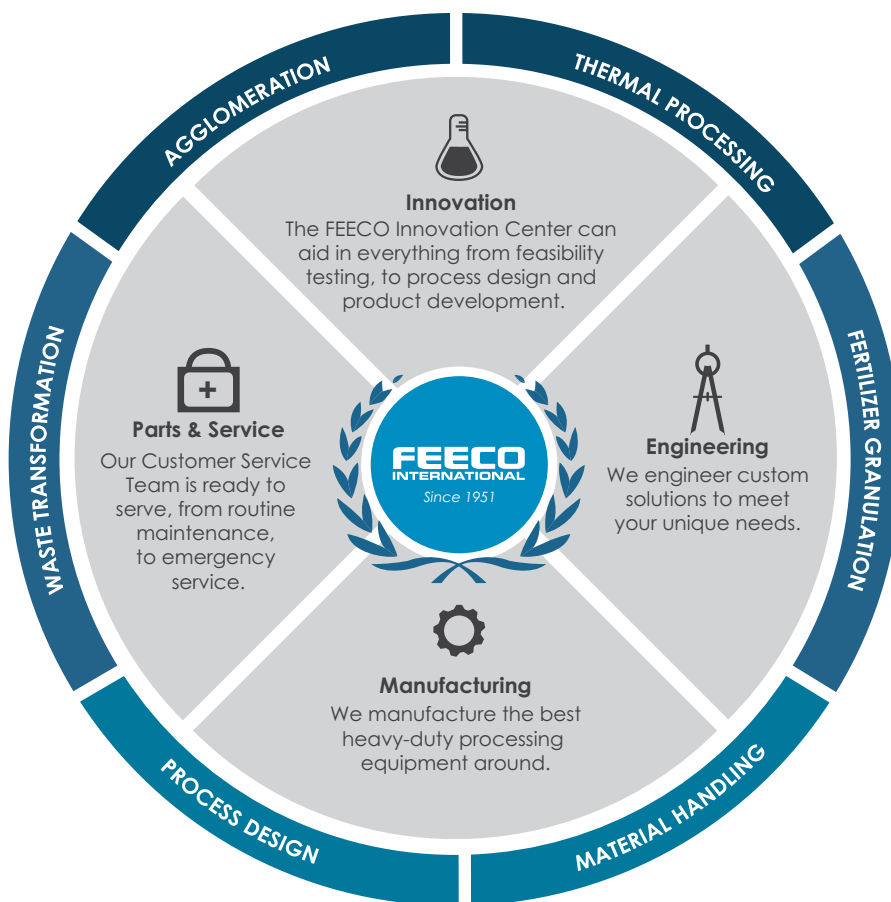 AGGLOMERATION
THERMAL PROCESSING
FERTILIZER GRANULATION
MATERIAL HANDLING
PROCESS DESIGN
WASTE TRANSFORMATION
Innovation
The FEECO Innovation Center can
aid in everything from feasibility
testing, to process design and
product development.
Parts & Service
Our Customer Service
Team is ready to
serve, from routine
maintenance,
to emergency
service.
FEECO
INTERNATIONAL
Since 1951
Engineering
We engineer custom
solutions to meet
your unique needs.
Manufacturing
We manufacture the best
heavy-duty processing
equipment around.